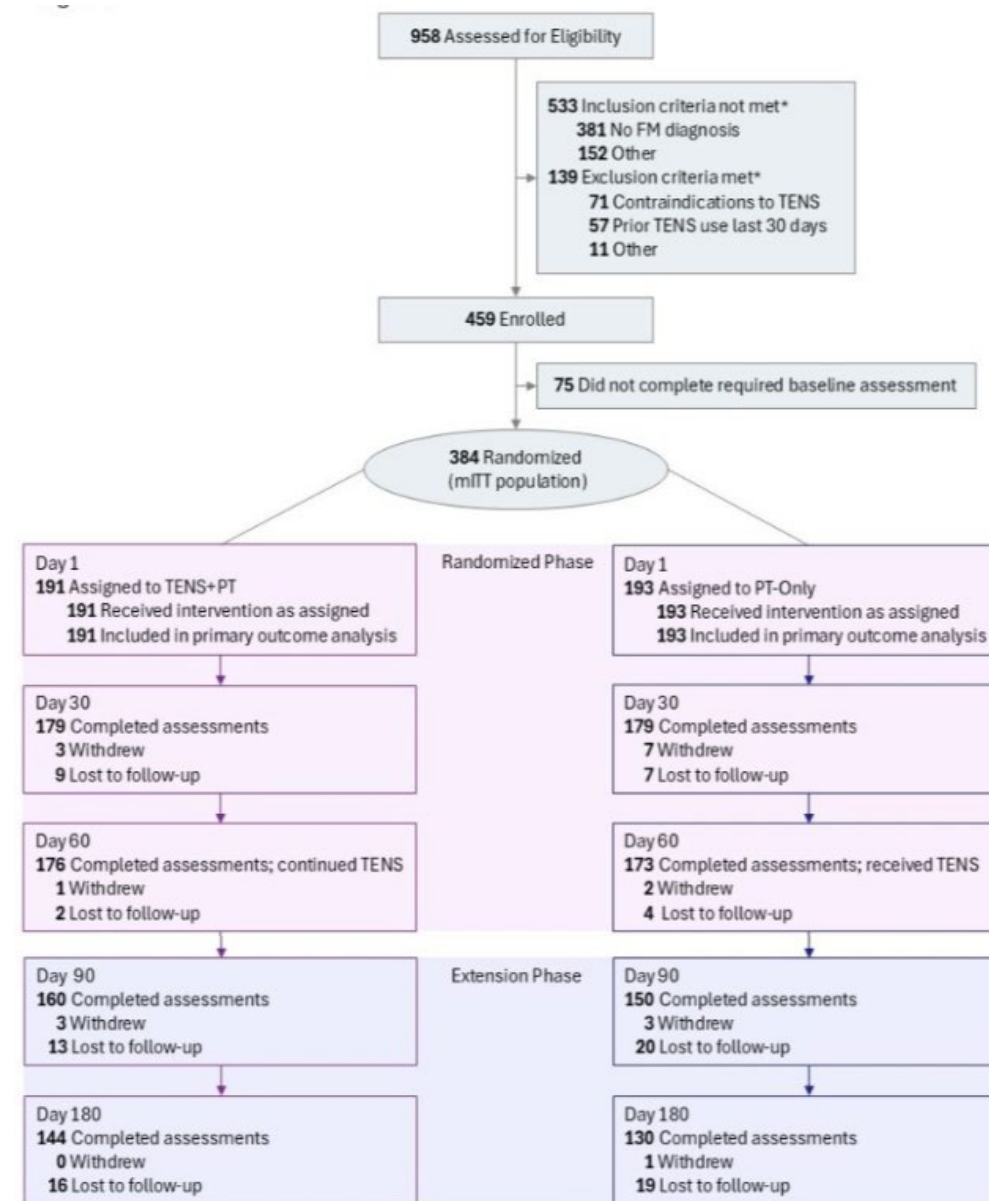 958 Assessed for Eligibility
533 Inclusion criteria not met*
381 No FM diagnosis
152 Other
139 Exclusion criteria met*
71 Contraindications to TENS
57 Prior TENS use last 30 days
11 Other
459 Enrolled
75 Did not complete required baseline assessment
384 Randomized
(mITT population)
Randomized Phase
Day 1
191 Assigned to TENS+PT
191 Received intervention as assigned
191 Included in primary outcome analysis
Day 1
193 Assigned to PT-Only
193 Received intervention as assigned
193 Included in primary outcome analysis
Day 30
179 Completed assessments
3 Withdrew
9 Lost to follow-up
Day 30
179 Completed assessments
7 Withdrew
7 Lost to follow-up
Day 60
176 Completed assessments; continued TENS
1 Withdrew
2 Lost to follow-up
Day 60
173 Completed assessments; received TENS
2 Withdrew
4 Lost to follow-up
Extension Phase
Day 90
160 Completed assessments
3 Withdrew
13 Lost to follow-up
Day 90
150 Completed assessments
3 Withdrew
20 Lost to follow-up
Day 180
144 Completed assessments
0 Withdrew
16 Lost to follow-up
Day 180
130 Completed assessments
1 Withdrew
19 Lost to follow-up